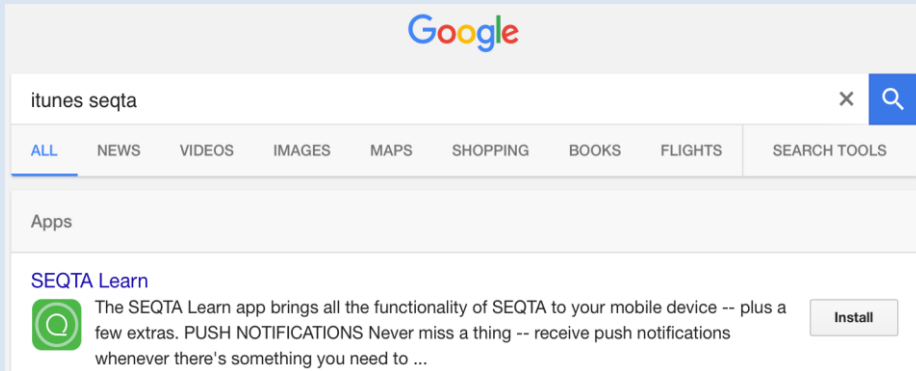 Google
itunes seqta
ALL NEWS VIDEOS IMAGES MAPS SHOPPING BOOKS FLIGHTS SEARCH TOOLS
Apps
SEQTA Learn
The SEQTA Learn app brings all the functionality of SEQTA to your mobile device -- plus a
few extras. PUSH NOTIFICATIONS Never miss a thing -- receive push notifications
whenever there's something you need to ...
Install